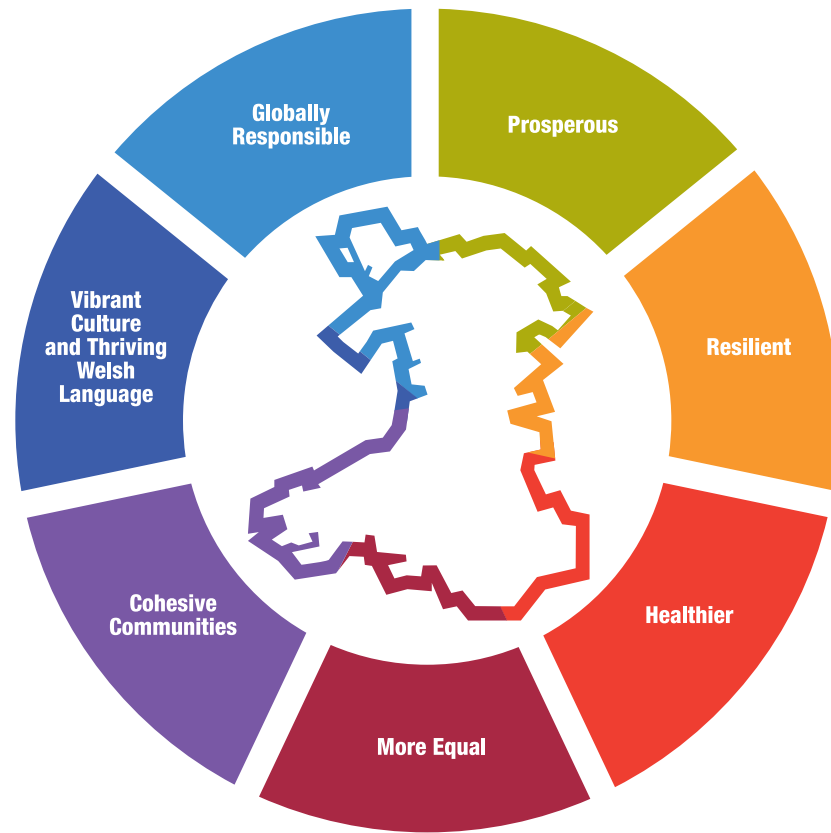 Globally
Responsible
Prosperous
Resilient
Healthier
More Equal
Cohesive
Communities
Vibrant
Culture
and Thriving
Welsh
Language